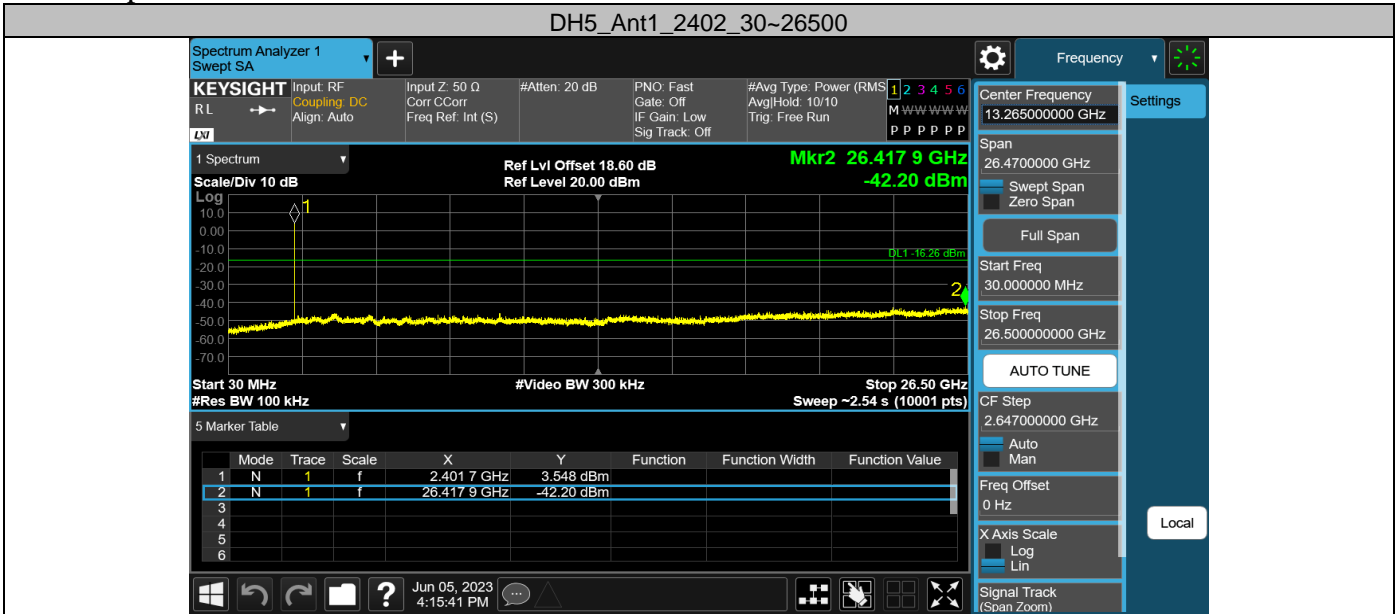 DH5_Ant1_2402_30~26500
Spectrum Analyzer 1
Swept SA
Frequency
KEYSIGHT
RL
LXI
Input: RF
Coupling: DC
Align: Auto
Input Z: 50 Ω
Corr CCorr
Freq Ref: Int (S)
#Atten: 20 dB
PNO: Fast
Gate: Off
IF Gain: Low
Sig Track: Off
#Avg Type: Power (RMS
Avg|Hold: 10/10
Trig: Free Run
1 2 3 4 5 6
M W W W W W
P P P P P P
1 Spectrum
Scale/Div 10 dB
Ref Lvl Offset 18.60 dB
Ref Level 20.00 dBm
Mkr2 26.417 9 GHz
-42.20 dBm
Log
10.0
0.00
-10.0
-20.0
-30.0
-40.0
-50.0
-60.0
-70.0
1
DL1 -16.26 dBm
2
Start 30 MHz
#Video BW 300 kHz
Stop 26.50 GHz
#Res BW 100 kHz
Sweep ~2.54 s (10001 pts)
5 Marker Table
Mode Trace Scale X Y Function Function Width Function Value
1 N 1 f 2.401 7 GHz 3.548 dBm
2 N 1 f 26.417 9 GHz -42.20 dBm
3
4
5
6
Jun 05, 2023
4:15:41 PM
Center Frequency
13.265000000 GHz
Settings
Span
26.4700000 GHz
Swept Span
Zero Span
Full Span
Start Freq
30.000000 MHz
Stop Freq
26.500000000 GHz
AUTO TUNE
CF Step
2.647000000 GHz
Auto
Man
Freq Offset
0 Hz
Local
X Axis Scale
Log
Lin
Signal Track
(Span Zoom)